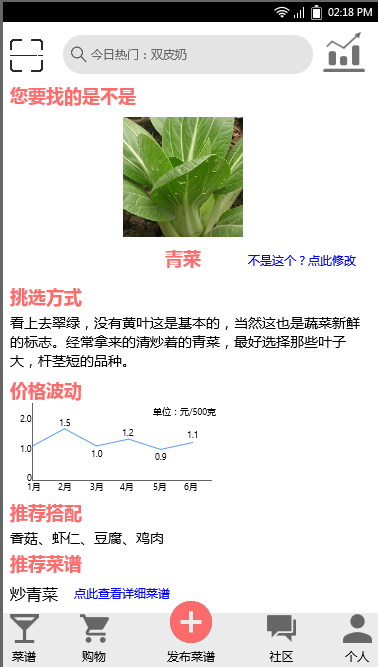 02:18 PM
今日热门：双皮奶
您要找的是不是
青菜
不是这个？点此修改
挑选方式
看上去翠绿，没有黄叶这是基本的，当然这也是蔬菜新鲜
的标志。经常拿来的清炒着的青菜，最好选择那些叶子
大，杆茎短的品种。
价格波动
单位：元/500克
2.0
1.0
0
1.5
1.0
1.2
0.9
1.1
1月 2月 3月 4月 5月 6月
推荐搭配
香菇、虾仁、豆腐、鸡肉
推荐菜谱
炒青菜 点此查看详细菜谱
菜谱 购物 发布菜谱 社区 个人